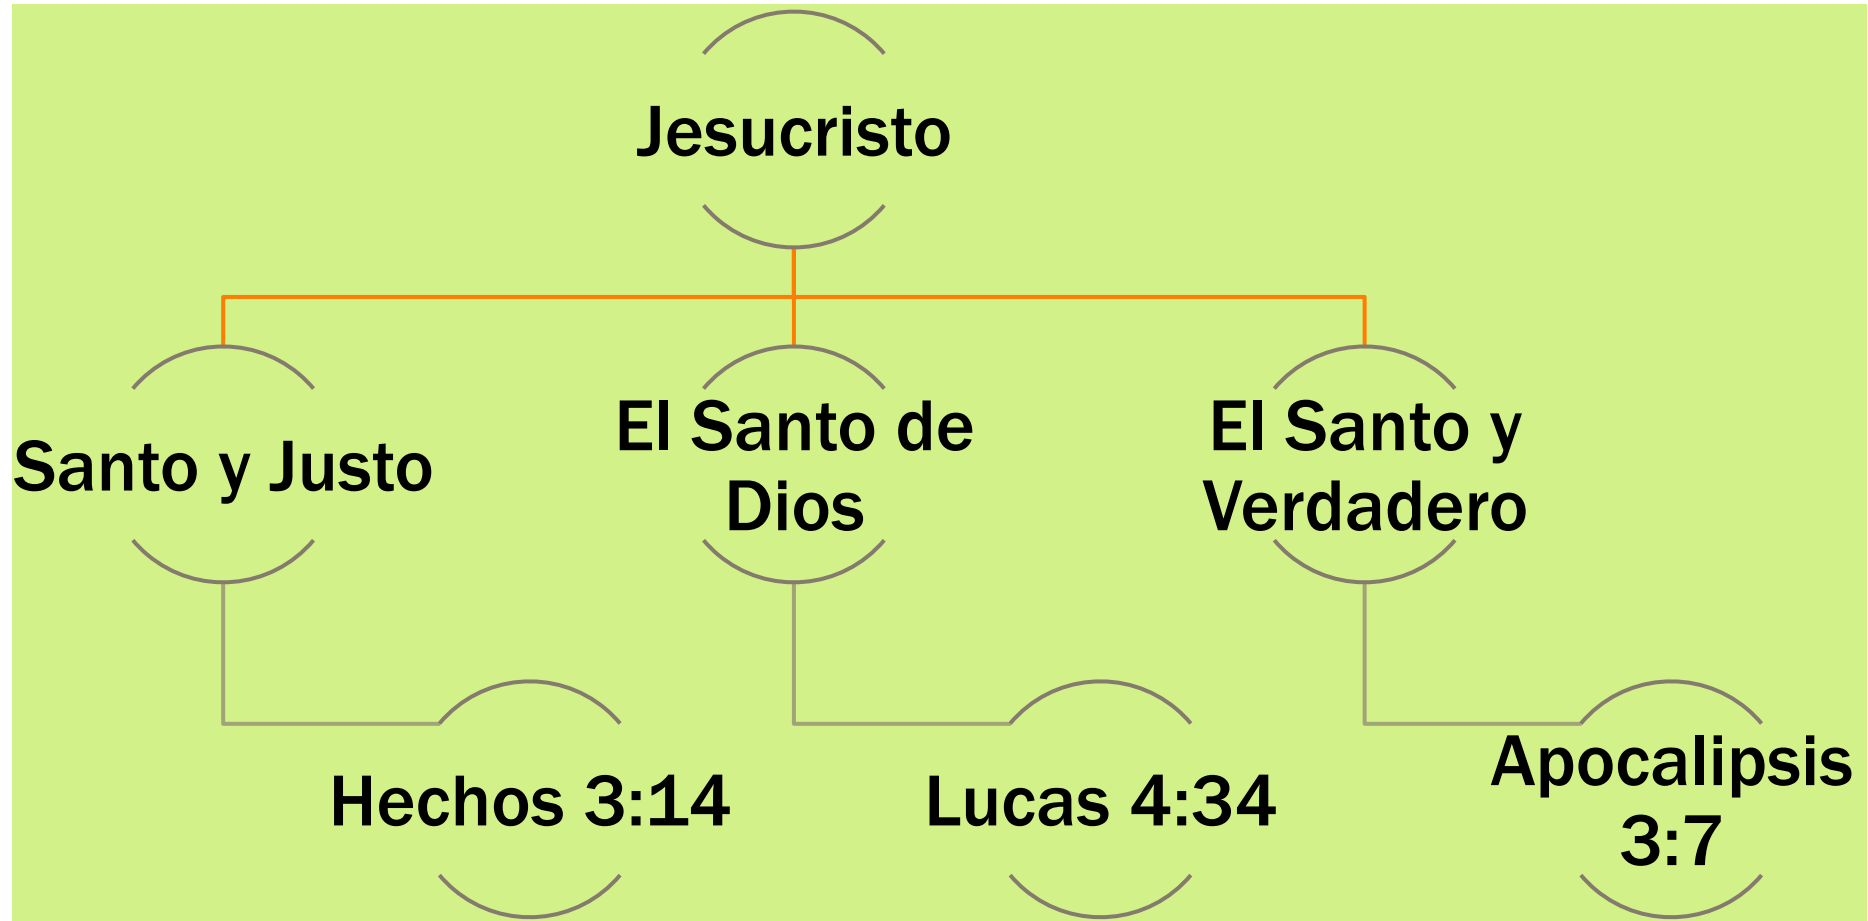 Jesucristo
Santo y Justo
El Santo de
Dios
El Santo y
Verdadero
Hechos 3:14
Lucas 4:34
Apocalipsis
3:7